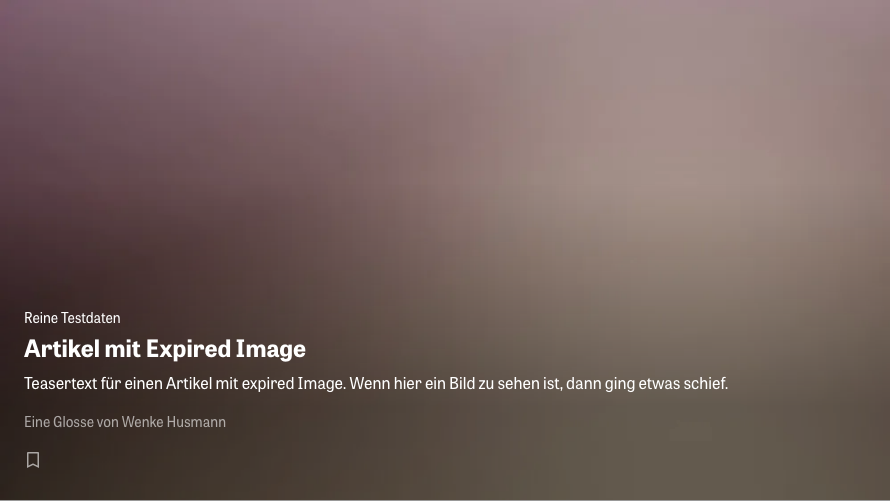 Reine Testdaten
Artikel mit Expired Image
Teasertext für einen Artikel mit expired Image. Wenn hier ein Bild zu sehen ist, dann ging etwas schief.
Eine Glosse von Wenke Husmann